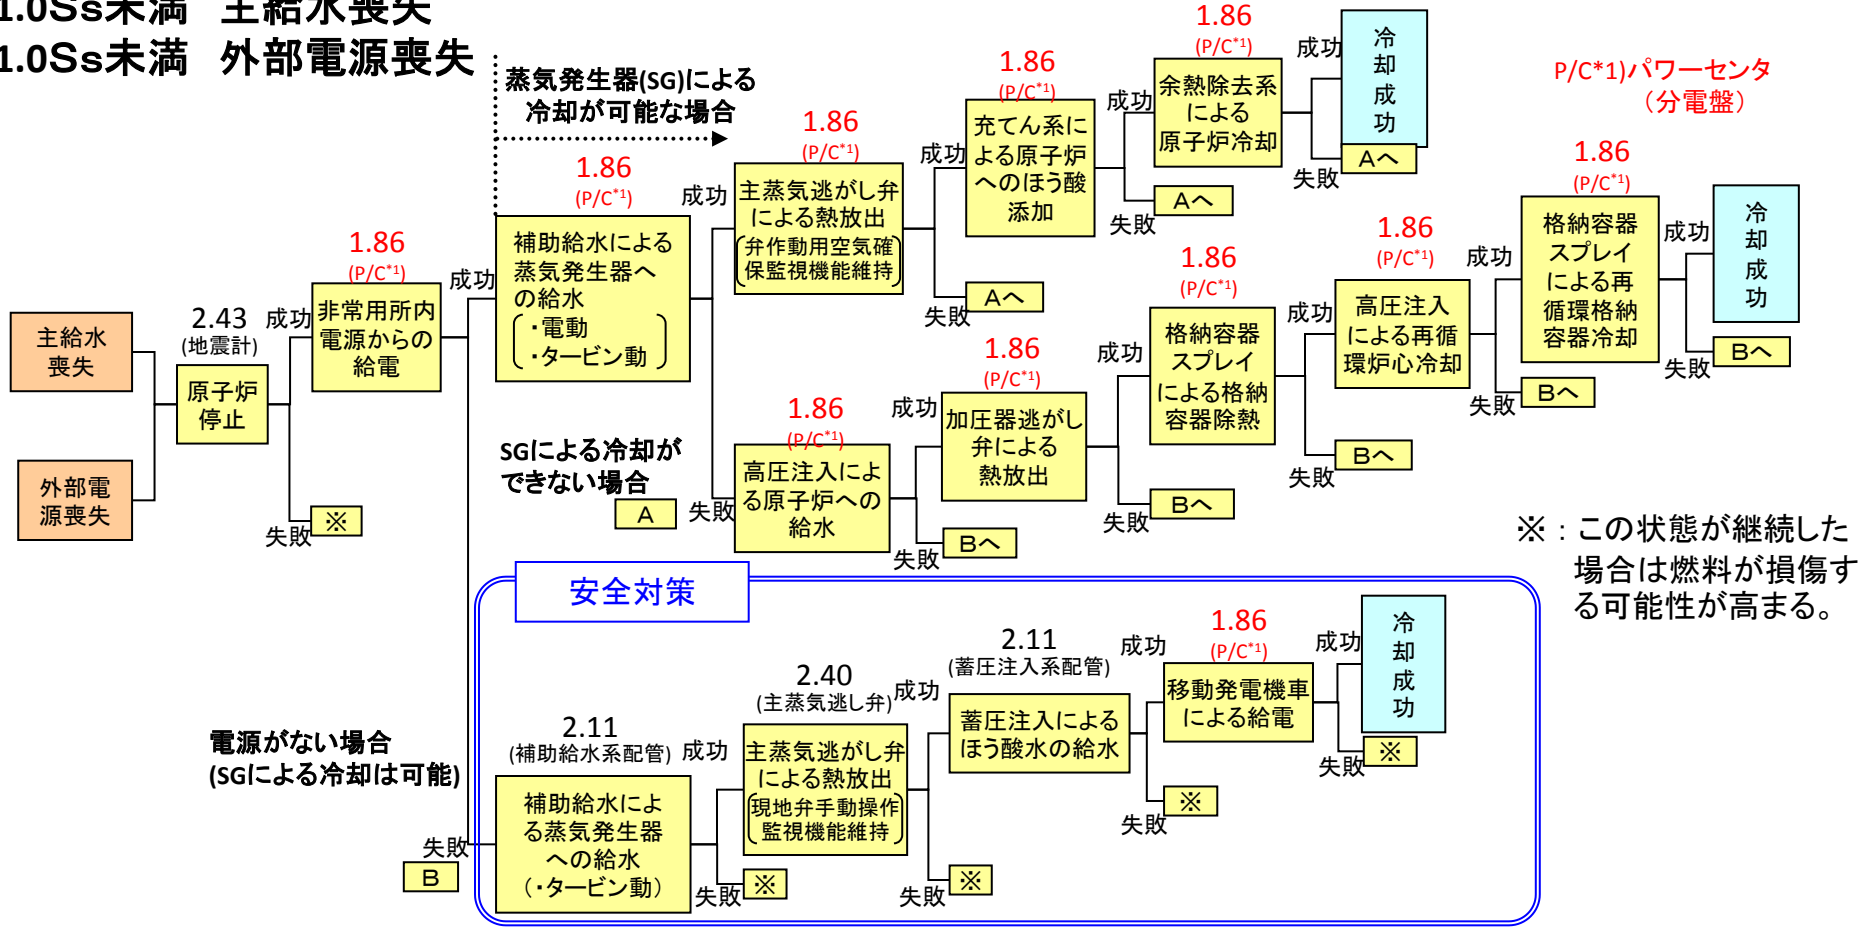 1.0Ss未満　主給水喪失
1.0Ss未満　外部電源喪失
蒸気発生器(SG)による
冷却が可能な場合
P/C*1)パワーセンタ
（分電盤）
主給水
喪失
外部電
源喪失
2.43
(地震計)
原子炉
停止
成功
失敗
※
1.86
(P/C*1)
非常用所内
電源からの
給電
成功
失敗
B
1.86
(P/C*1)
補助給水による
蒸気発生器へ
の給水
・電動
・タービン動
成功
失敗
1.86
(P/C*1)
主蒸気逃がし弁
による熱放出
弁作動用空気確
保監視機能維持
成功
失敗
Aへ
1.86
(P/C*1)
充てん系に
よる原子炉
へのほう酸
添加
成功
失敗
Aへ
1.86
(P/C*1)
余熱除去系
による
原子炉冷却
成功
失敗
Aへ
冷却成功
SGによる冷却が
できない場合
A
1.86
(P/C*1)
高圧注入によ
る原子炉への
給水
成功
失敗
Bへ
1.86
(P/C*1)
加圧器逃がし
弁による
熱放出
成功
失敗
Bへ
1.86
(P/C*1)
格納容器
スプレイ
による格納
容器除熱
成功
失敗
Bへ
1.86
(P/C*1)
高圧注入
による再循
環炉心冷却
成功
失敗
Bへ
1.86
(P/C*1)
格納容器
スプレイ
による再
循環格納
容器冷却
成功
失敗
Bへ
冷却成功
※：この状態が継続した
場合は燃料が損傷す
る可能性が高まる。
安全対策
電源がない場合
(SGによる冷却は可能)
2.11
(補助給水系配管)
補助給水によ
る蒸気発生器
への給水
（・タービン動）
成功
失敗
※
2.40
(主蒸気逃し弁)
主蒸気逃がし弁
による熱放出
現地弁手動操作
監視機能維持
成功
失敗
※
2.11
(蓄圧注入系配管)
蓄圧注入による
ほう酸水の給水
成功
失敗
※
1.86
(P/C*1)
移動発電機車
による給電
成功
失敗
※
冷却成功